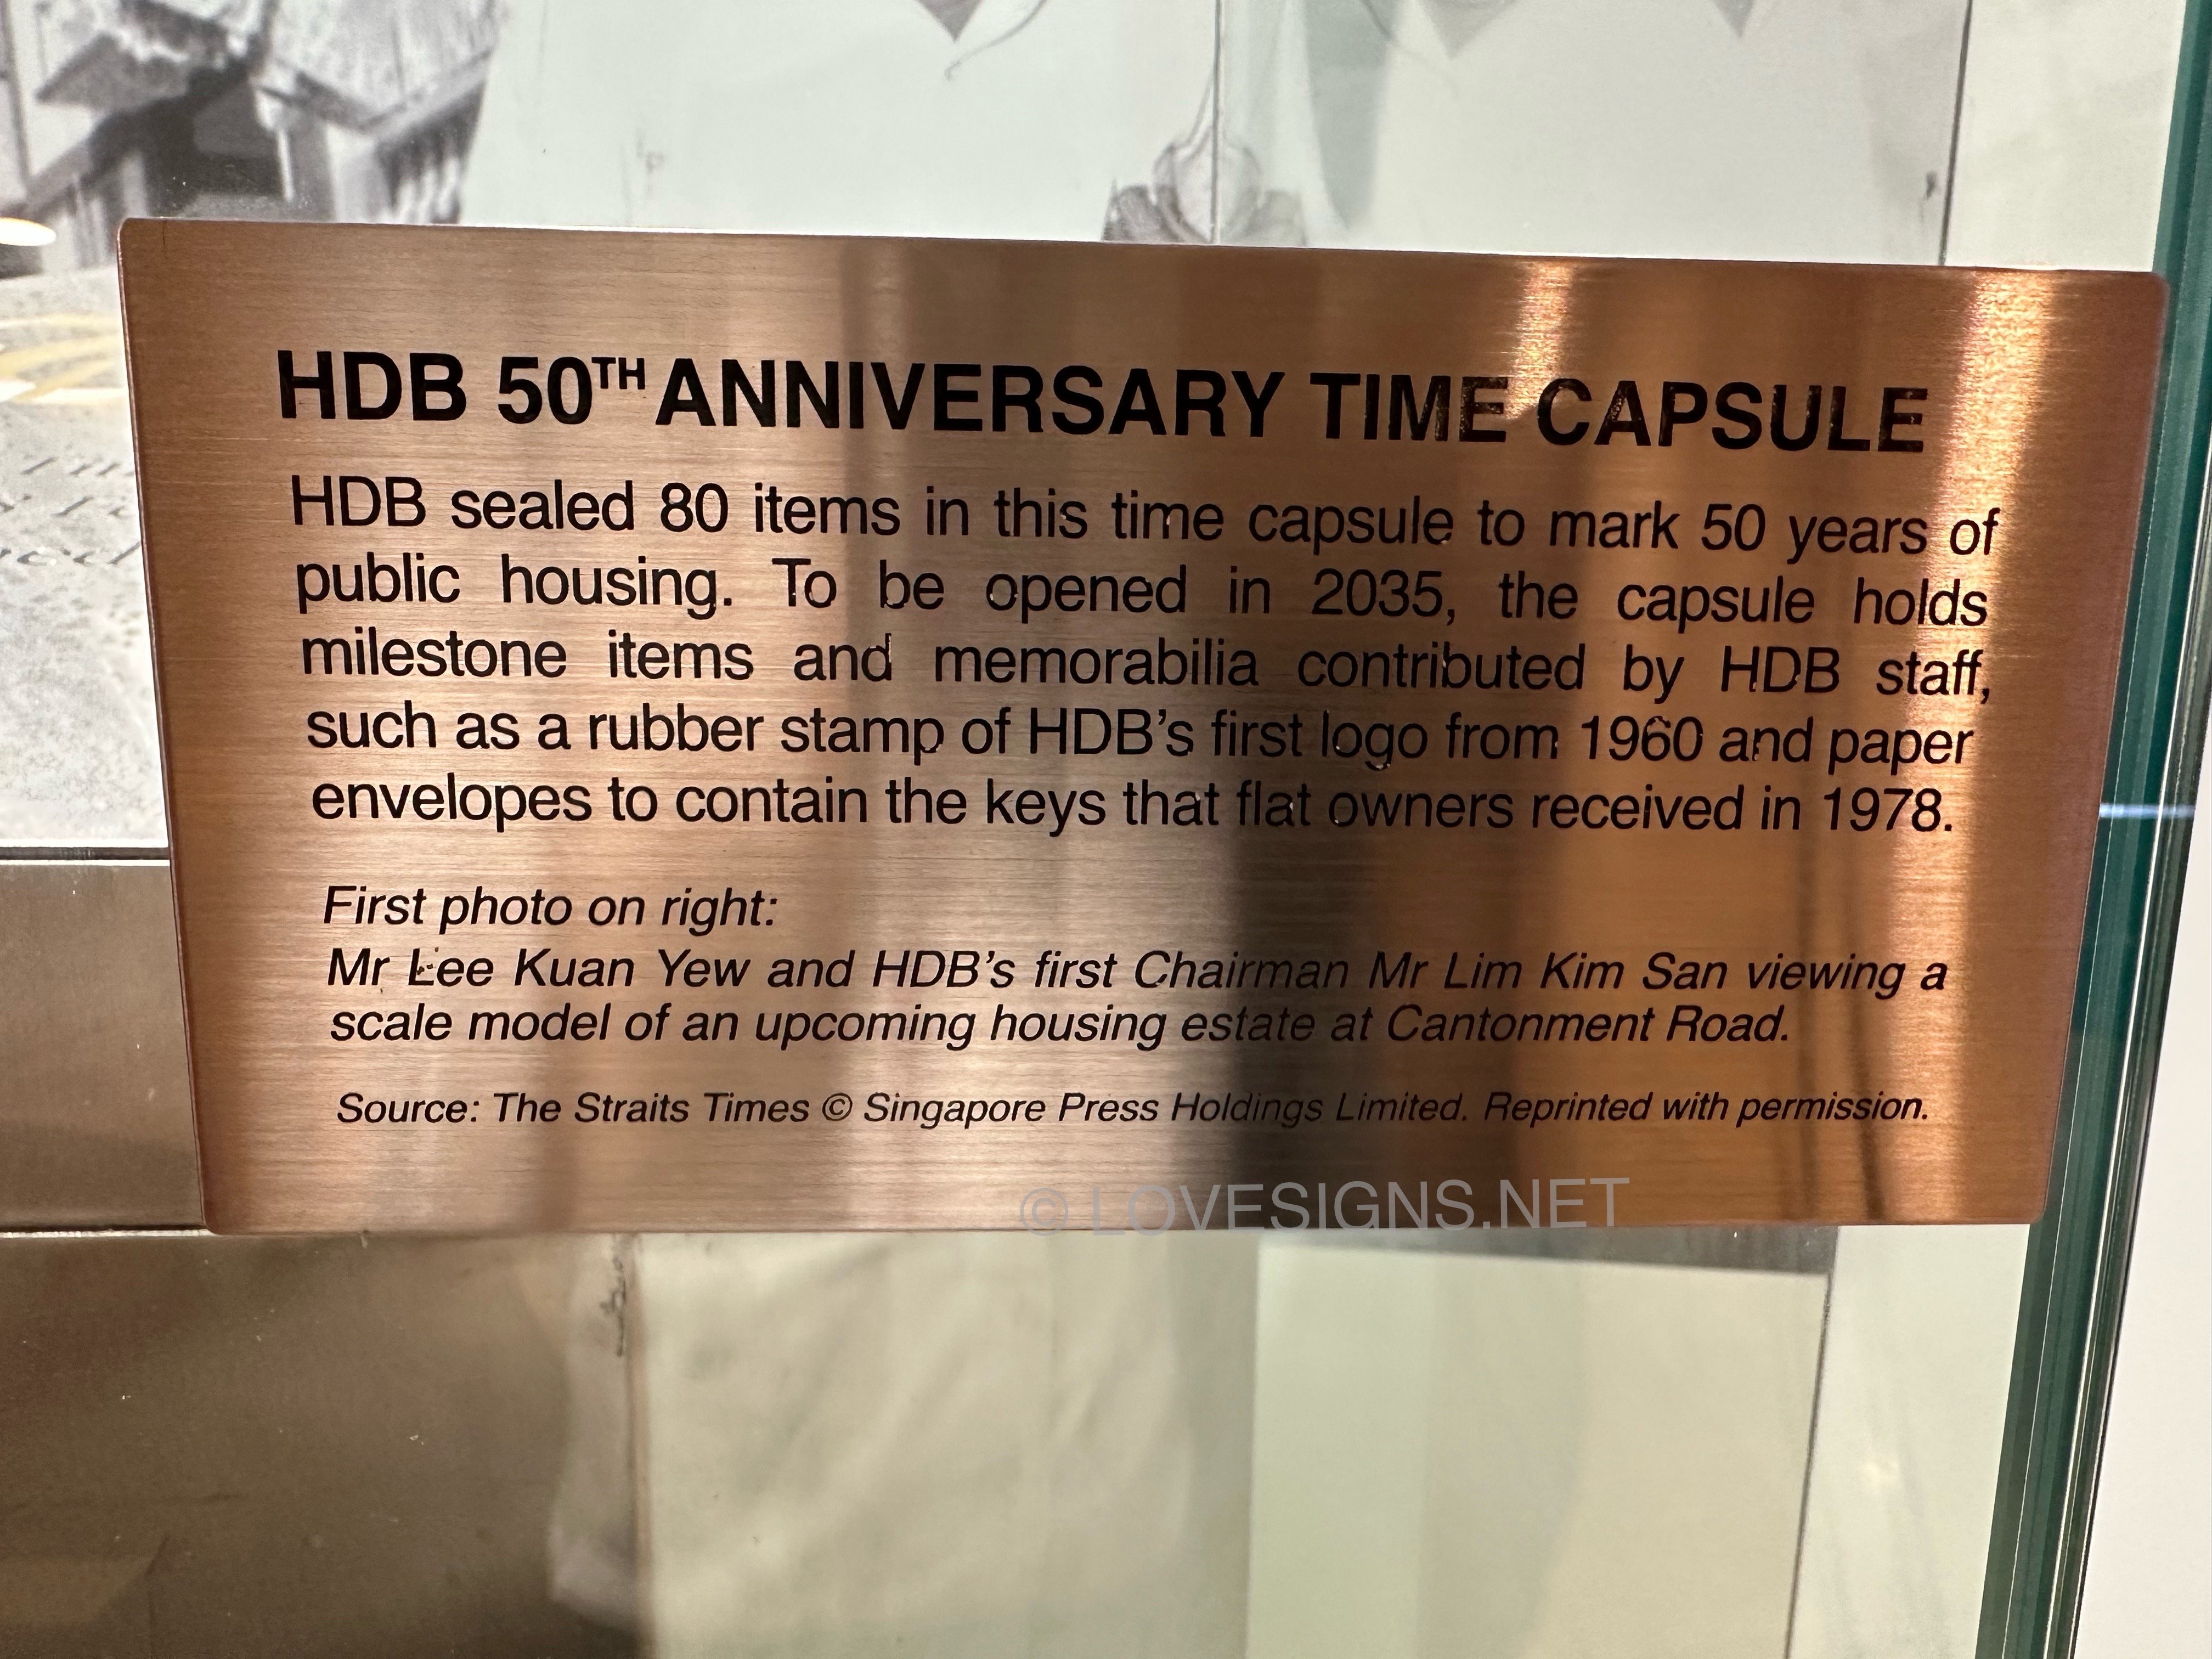 HDB 50TH ANNIVERSARY TIME CAPSULE
HDB sealed 80 items in this time capsule to mark 50 years of
public housing. To be opened in 2035, the capsule holds
milestone items and memorabilia contributed by HDB staff,
such as a rubber stamp of HDB's first logo from 1960 and paper
envelopes to contain the keys that flat owners received in 1978.
First photo on right:
Mr Lee Kuan Yew and HDB's first Chairman Mr Lim Kim San viewing a
scale model of an upcoming housing estate at Cantonment Road.
Source: The Straits Times © Singapore Press Holdings Limited. Reprinted with permission.
© LOVESIGNS.NET